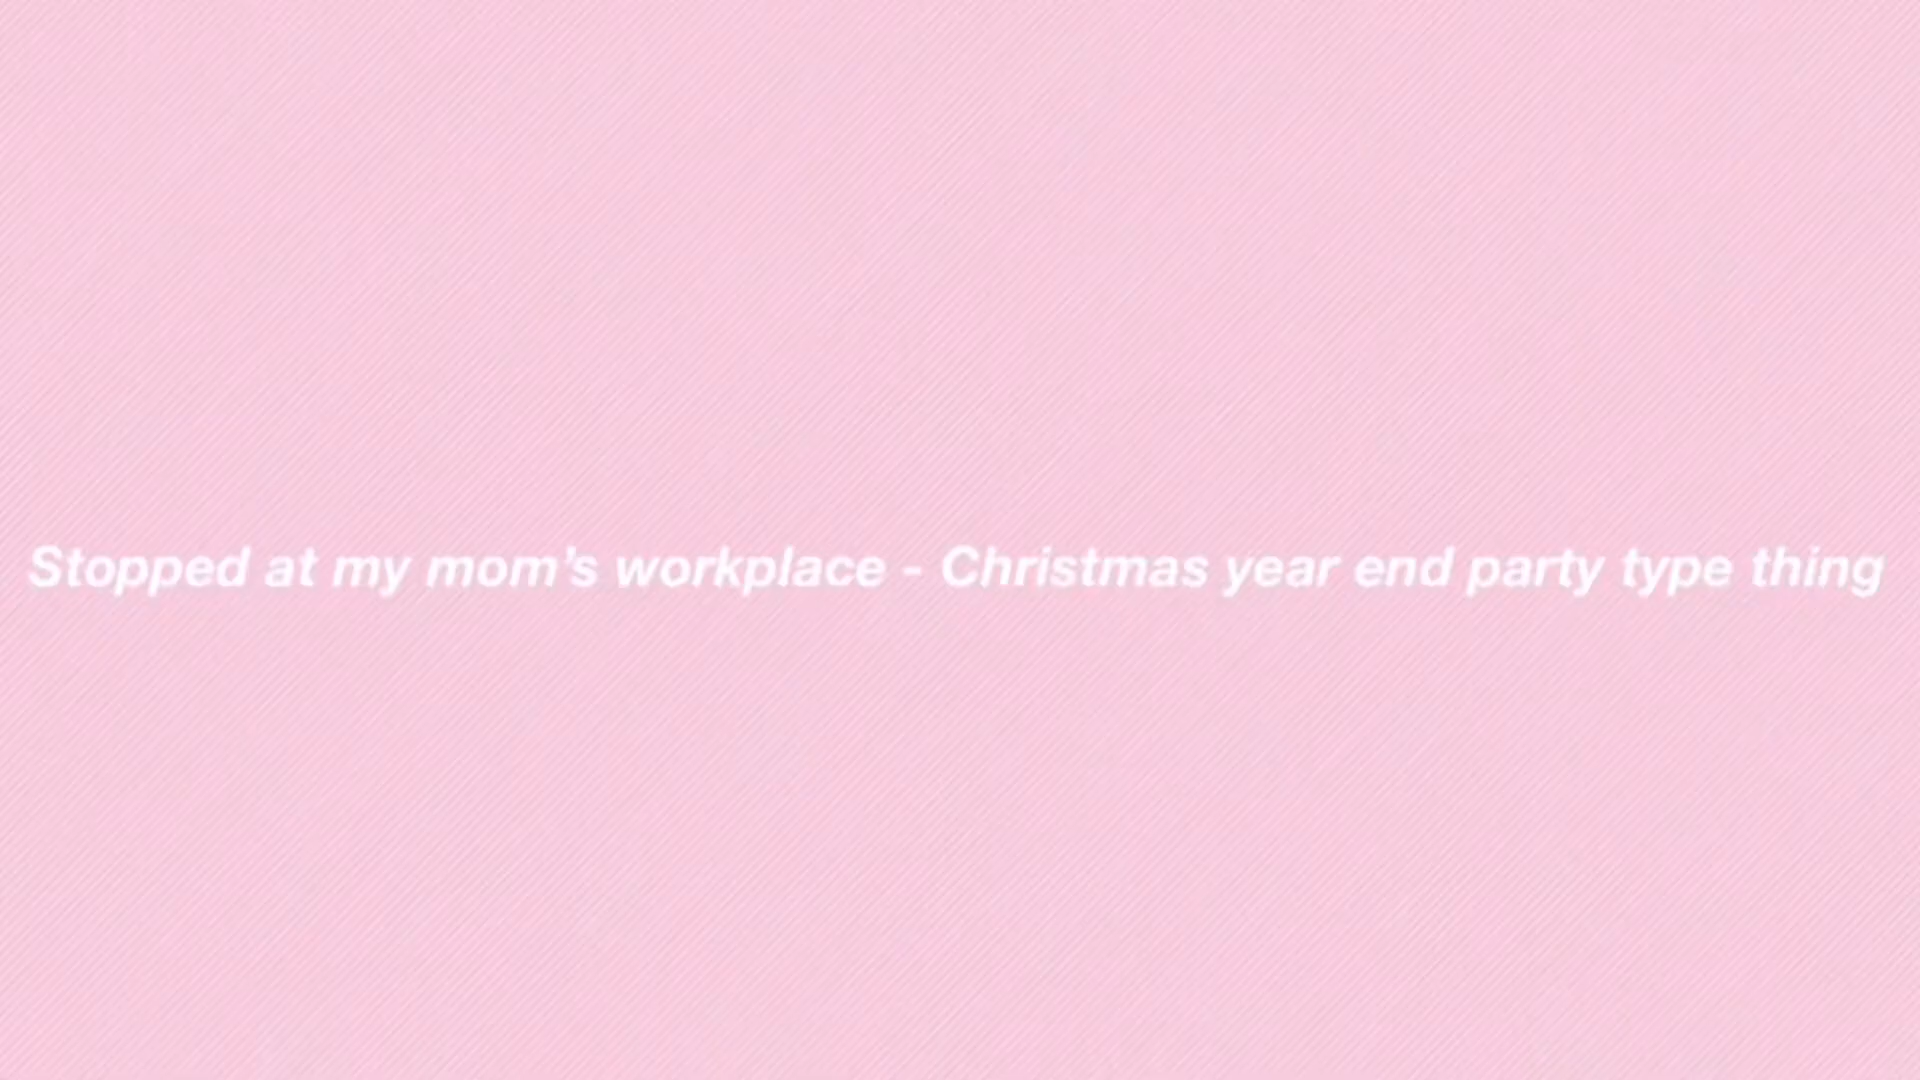 Stopped at my mom’s workplace - Christmas year end party type thing